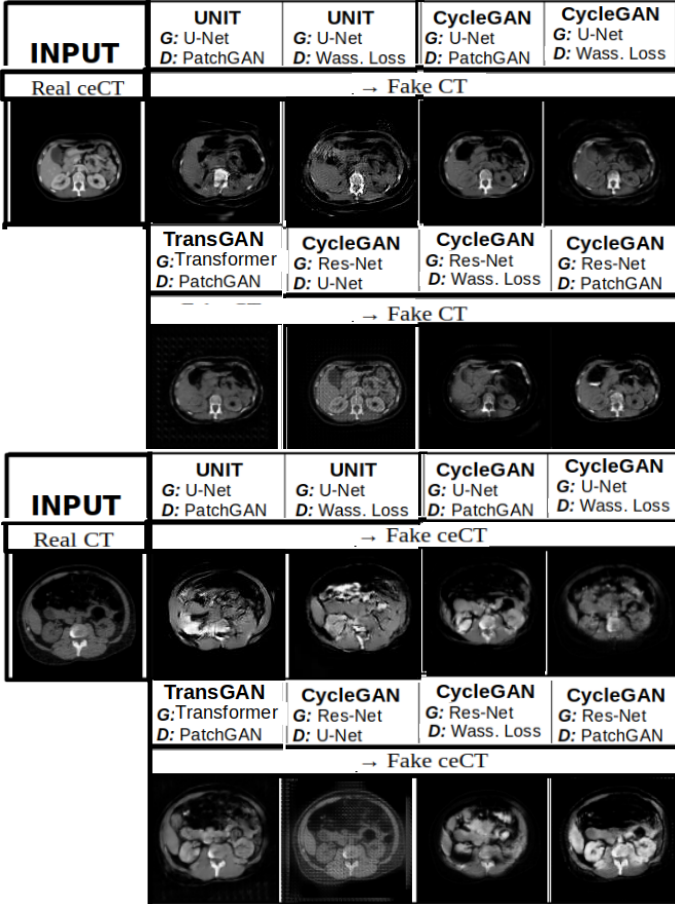 INPUT
UNIT
G: U-Net
D: PatchGAN
UNIT
G: U-Net
D: Wass. Loss
CycleGAN
G: U-Net
D: PatchGAN
CycleGAN
G: U-Net
D: Wass. Loss
Real ceCT
→ Fake CT
TransGAN
G:Transformer
D: PatchGAN
CycleGAN
G: Res-Net
D: U-Net
CycleGAN
G: Res-Net
D: Wass. Loss
CycleGAN
G: Res-Net
D: PatchGAN
→ Fake CT
INPUT
UNIT
G: U-Net
D: PatchGAN
UNIT
G: U-Net
D: Wass. Loss
CycleGAN
G: U-Net
D: PatchGAN
CycleGAN
G: U-Net
D: Wass. Loss
Real CT
→ Fake ceCT
TransGAN
G:Transformer
D: PatchGAN
CycleGAN
G: Res-Net
D: U-Net
CycleGAN
G: Res-Net
D: Wass. Loss
CycleGAN
G: Res-Net
D: PatchGAN
→ Fake ceCT